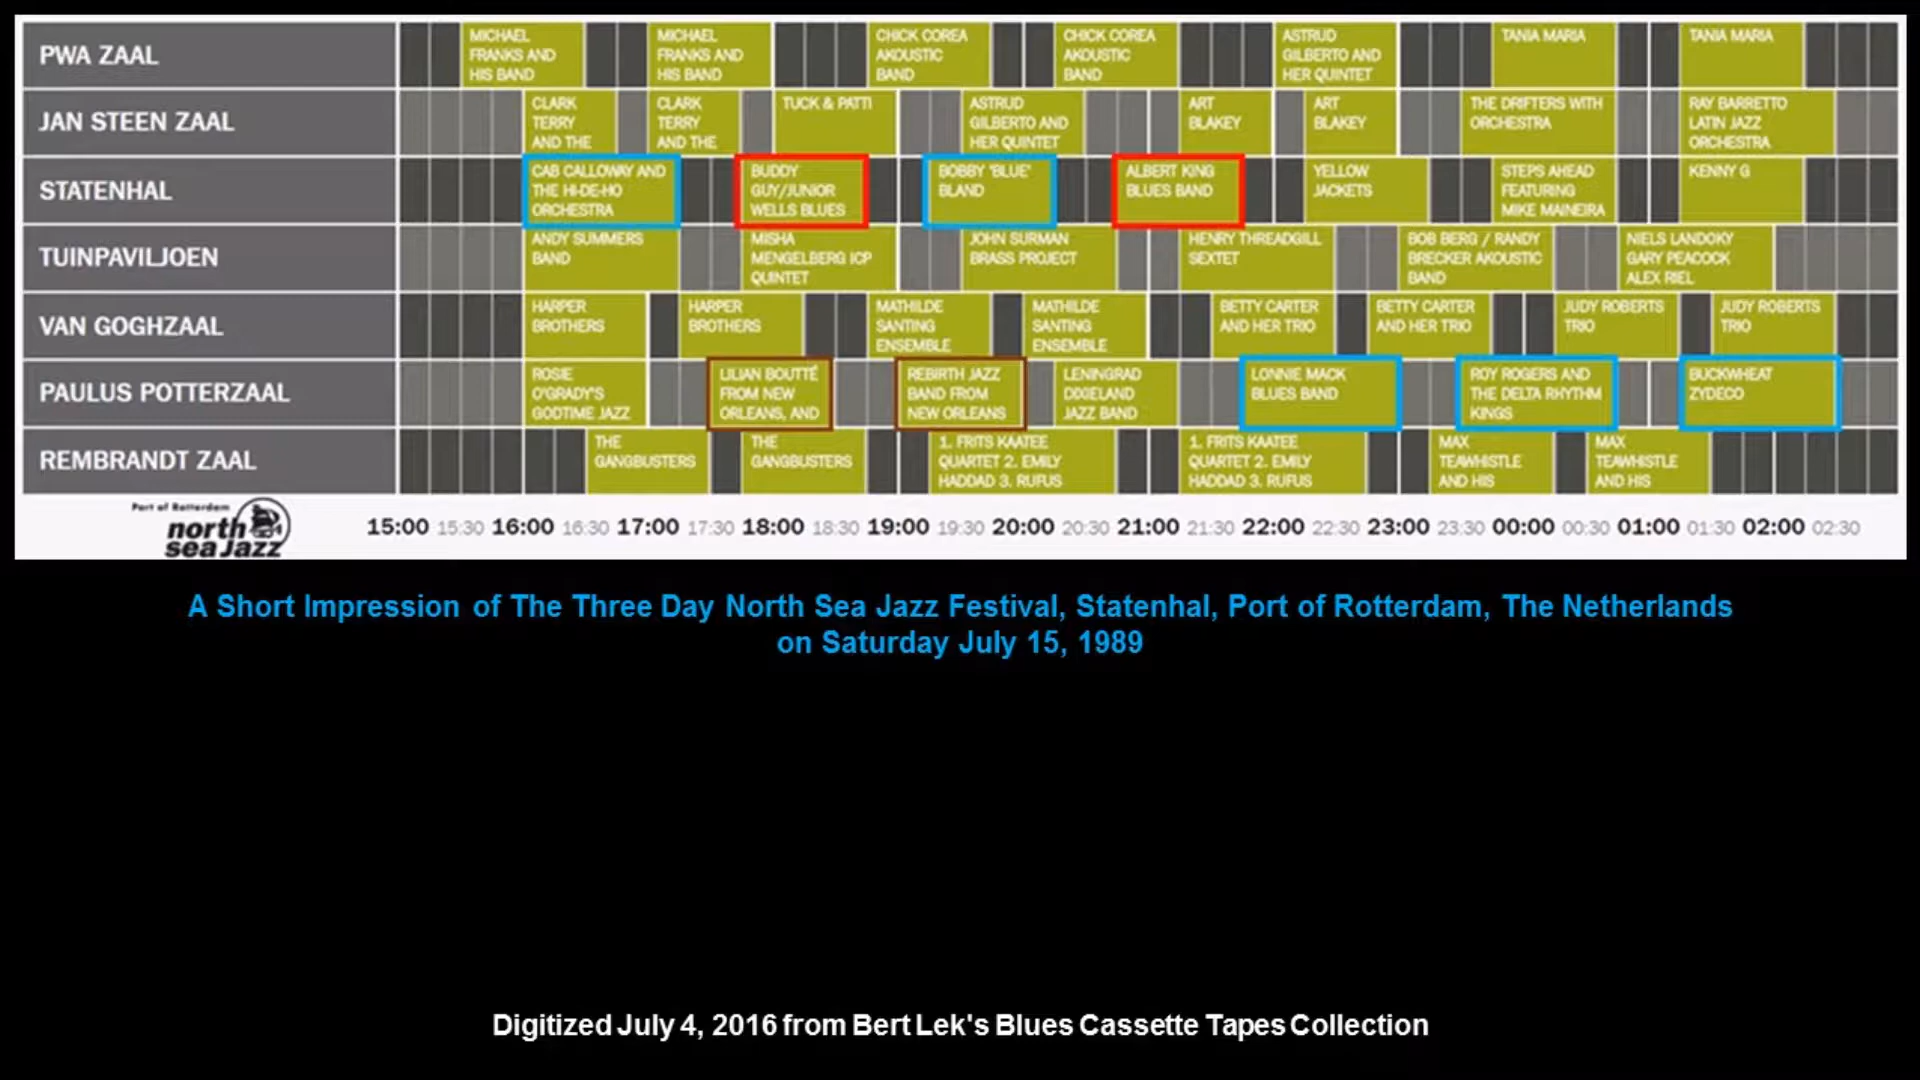 PWA ZAAL
MICHAEL
FRANKS AND
HIS BAND
MICHAEL
FRANKS AND
HIS BAND
CHICK COREA
AKOUSTIC
BAND
CHICK COREA
AKOUSTIC
BAND
ASTRUD
GILBERTO AND
HER QUINTET
TANIA MARIA
TANIA MARIA
JAN STEEN ZAAL
CLARK
TERRY
AND THE
CLARK
TERRY
AND THE
TUCK & PATTI
ASTRUD
GILBERTO AND
HER QUINTET
ART
BLAKEY
ART
BLAKEY
THE DRIFTERS WITH
ORCHESTRA
RAY BARRETTO
LATIN JAZZ
ORCHESTRA
STATENHAL
CAB CALLOWAY AND
THE HI-DE-HO
ORCHESTRA
BUDDY
GUY/JUNIOR
WELLS BLUES
BOBBY 'BLUE'
BLAND
ALBERT KING
BLUES BAND
YELLOW
JACKETS
STEPS AHEAD
FEATURING
MIKE MAINEIRA
KENNY G
TUINPAVILJOEN
ANDY SUMMERS
BAND
MISHA
MENGELBERG ICP
QUINTET
JOHN SURMAN
BRASS PROJECT
HENRY THREADGILL
SEXTET
BOB BERG / RANDY
BRECKER AKOUSTIC
BAND
NIELS LANDOKY
GARY PEACOCK
ALEX RIEL
VAN GOGHZAAL
HARPER
BROTHERS
HARPER
BROTHERS
MATHILDE
SANTING
ENSEMBLE
MATHILDE
SANTING
ENSEMBLE
BETTY CARTER
AND HER TRIO
BETTY CARTER
AND HER TRIO
JUDY ROBERTS
TRIO
JUDY ROBERTS
TRIO
PAULUS POTTERZAAL
ROSIE
O'GRADY'S
GODTIME JAZZ
LILIAN BOUTTÉ
FROM NEW
ORLEANS, AND
REBIRTH JAZZ
BAND FROM
NEW ORLEANS
LENINGRAD
DIXIELAND
JAZZ BAND
LONNIE MACK
BLUES BAND
ROY ROGERS AND
THE DELTA RHYTHM
KINGS
BUCKWHEAT
ZYDECO
REMBRANDT ZAAL
THE
GANGBUSTERS
THE
GANGBUSTERS
1. FRITS KAATEE
QUARTET 2. EMILY
HADDAD 3. RUFUS
1. FRITS KAATEE
QUARTET 2. EMILY
HADDAD 3. RUFUS
MAX
TEAWHISTLE
AND HIS
MAX
TEAWHISTLE
AND HIS
Port of Rotterdam
north
sea Jazz
15:00 15:30 16:00 16:30 17:00 17:30 18:00 18:30 19:00 19:30 20:00 20:30 21:00 21:30 22:00 22:30 23:00 23:30 00:00 00:30 01:00 01:30 02:00 02:30
A Short Impression of The Three Day North Sea Jazz Festival, Statenhal, Port of Rotterdam, The Netherlands
on Saturday July 15, 1989
Digitized July 4, 2016 from Bert Lek's Blues Cassette Tapes Collection